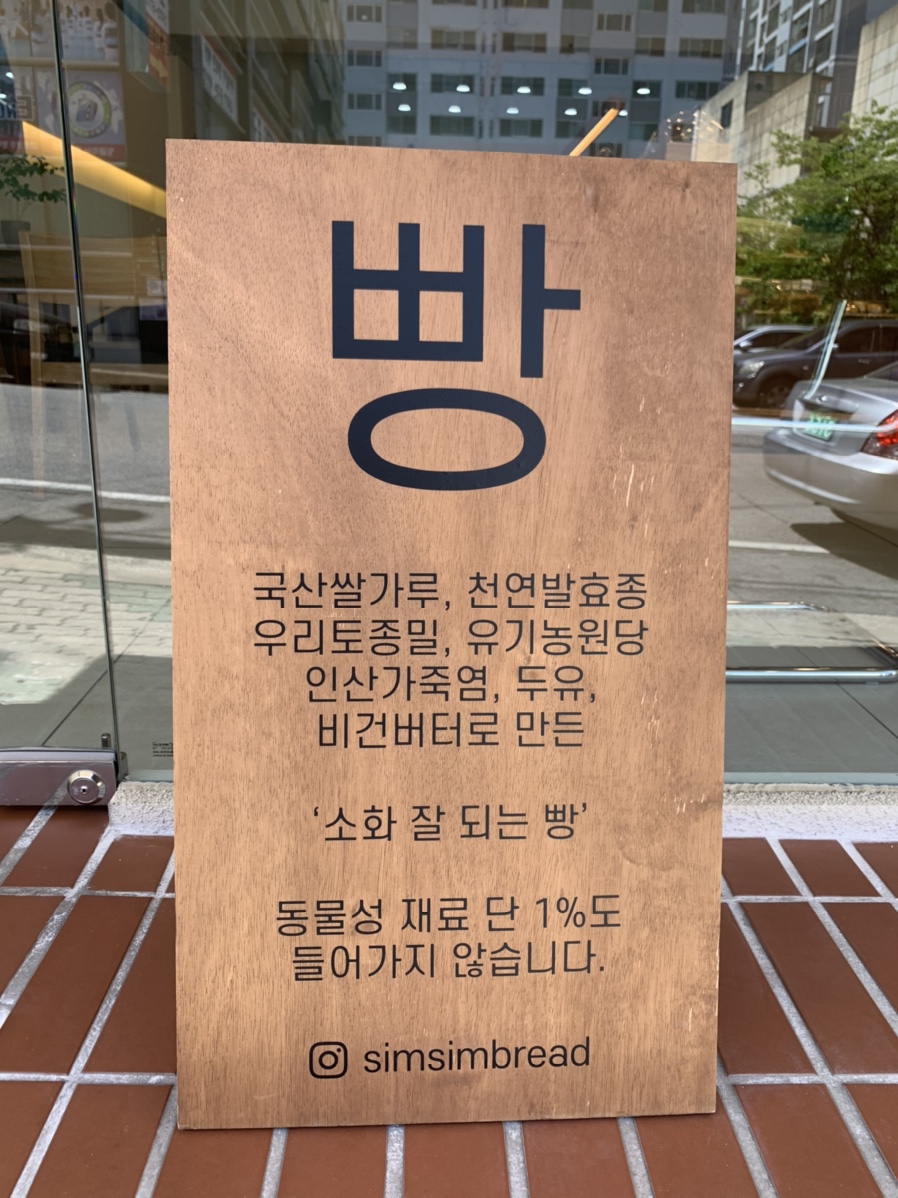 빵
국산쌀가루, 천연발효종
우리토종밀, 유기농원당
인산가죽염, 두유,
비건버터로 만든
‘소화 잘 되는 빵’
동물성 재료 단 1%도
들어가지 않습니다.
simsimbread